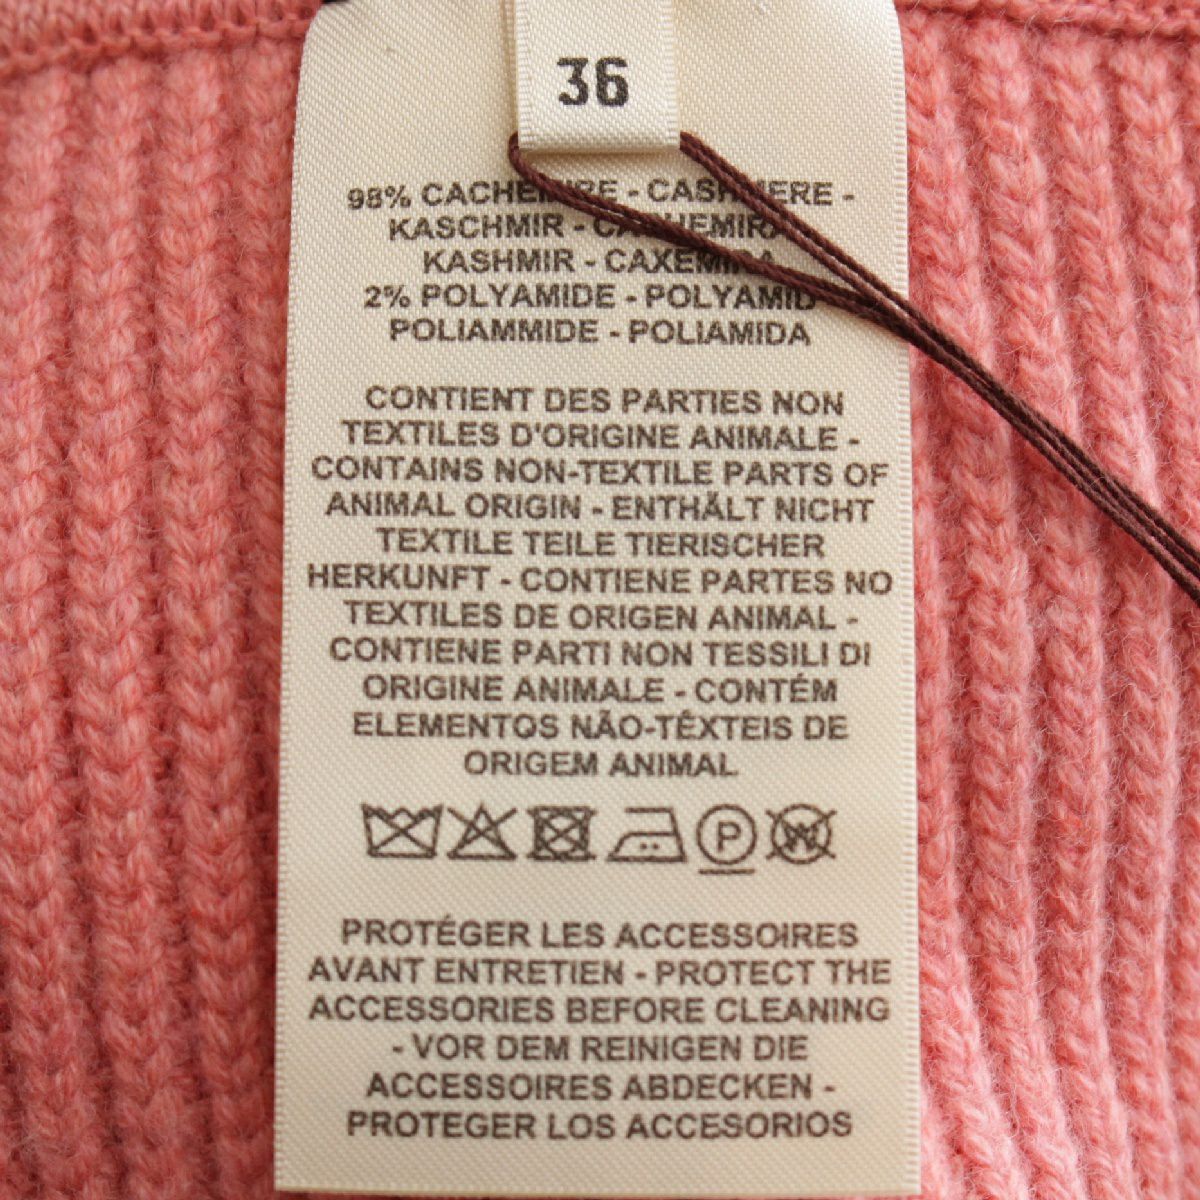 36
98% CACHEMIRE - CASHMERE -
KASCHMIR - CACHEMIRA
KASHMIR - CAXEMIRA
2% POLYAMIDE - POLYAMID
POLIAMMIDE - POLIAMIDA
CONTIENT DES PARTIES NON
TEXTILES D'ORIGINE ANIMALE -
CONTAINS NON-TEXTILE PARTS OF
ANIMAL ORIGIN - ENTHÄLT NICHT
TEXTILE TEILE TIERISCHER
HERKUNFT - CONTIENE PARTES NO
TEXTILES DE ORIGEN ANIMAL -
CONTIENE PARTI NON TESSILI DI
ORIGINE ANIMALE - CONTÉM
ELEMENTOS NÃO-TÊXTEIS DE
ORIGEM ANIMAL
P W
PROTÉGER LES ACCESSOIRES
AVANT ENTRETIEN - PROTECT THE
ACCESSORIES BEFORE CLEANING
- VOR DEM REINIGEN DIE
ACCESSOIRES ABDECKEN -
PROTEGER LOS ACCESORIOS